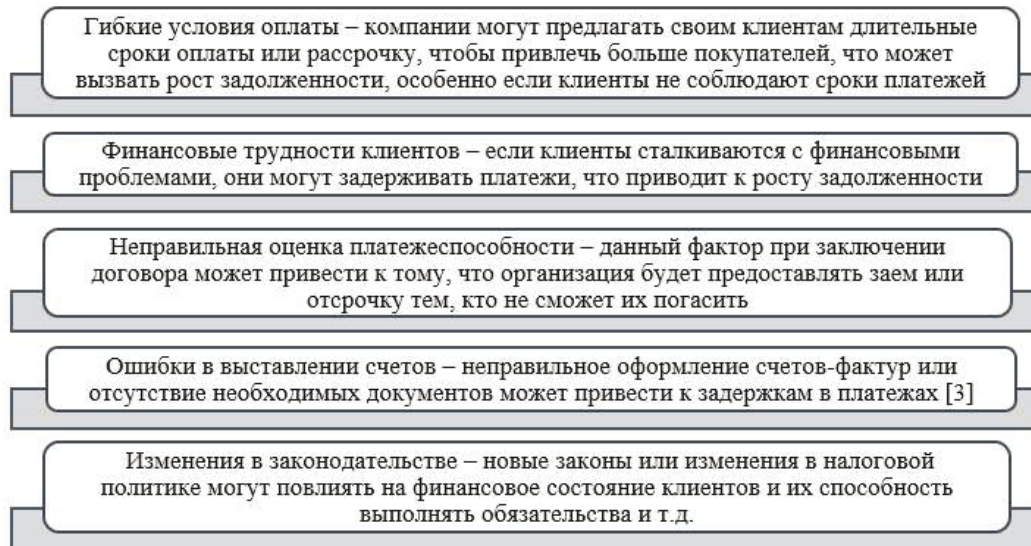 Гибкие условия оплаты – компании могут предлагать своим клиентам длительные
сроки оплаты или рассрочку, чтобы привлечь больше покупателей, что может
вызвать рост задолженности, особенно если клиенты не соблюдают сроки платежей
Финансовые трудности клиентов – если клиенты сталкиваются с финансовыми
проблемами, они могут задерживать платежи, что приводит к росту задолженности
Неправильная оценка платежеспособности – данный фактор при заключении
договора может привести к тому, что организация будет предоставлять заем или
отсрочку тем, кто не сможет их погасить
Ошибки в выставлении счетов – неправильное оформление счетов-фактур или
отсутствие необходимых документов может привести к задержкам в платежах [3]
Изменения в законодательстве – новые законы или изменения в налоговой
политике могут повлиять на финансовое состояние клиентов и их способность
выполнять обязательства и т.д.